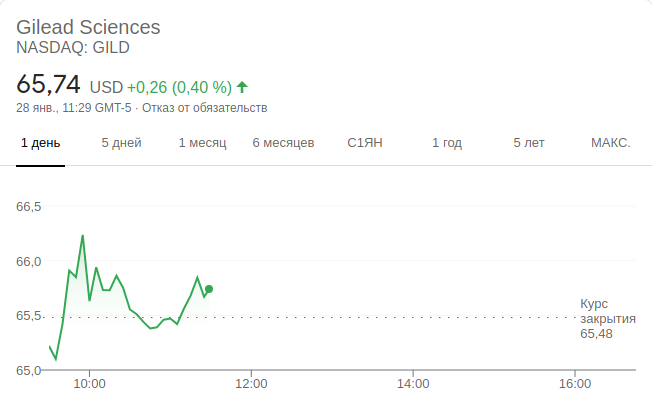 Gilead Sciences
NASDAQ: GILD
65,74 USD +0,26 (0,40 %)
28 янв., 11:29 GMT-5 · Отказ от обязательств
1 день 5 дней 1 месяц 6 месяцев С1ЯН 1 год 5 лет МАКС.
66,5
66,0
65,5
65,0
Курс
закрытия
65,48
10:00 12:00 14:00 16:00